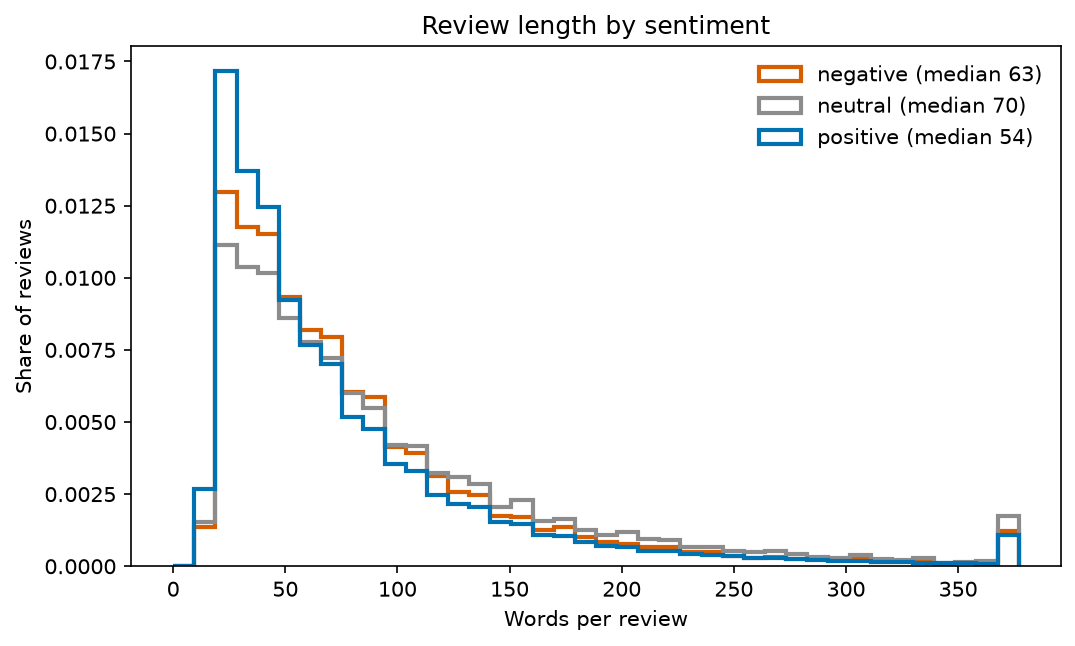 Review length by sentiment
0.0175
0.0150
0.0125
0.0100
0.0075
0.0050
0.0025
0.0000
Share of reviews
negative (median 63)
neutral (median 70)
positive (median 54)
0 50 100 150 200 250 300 350
Words per review